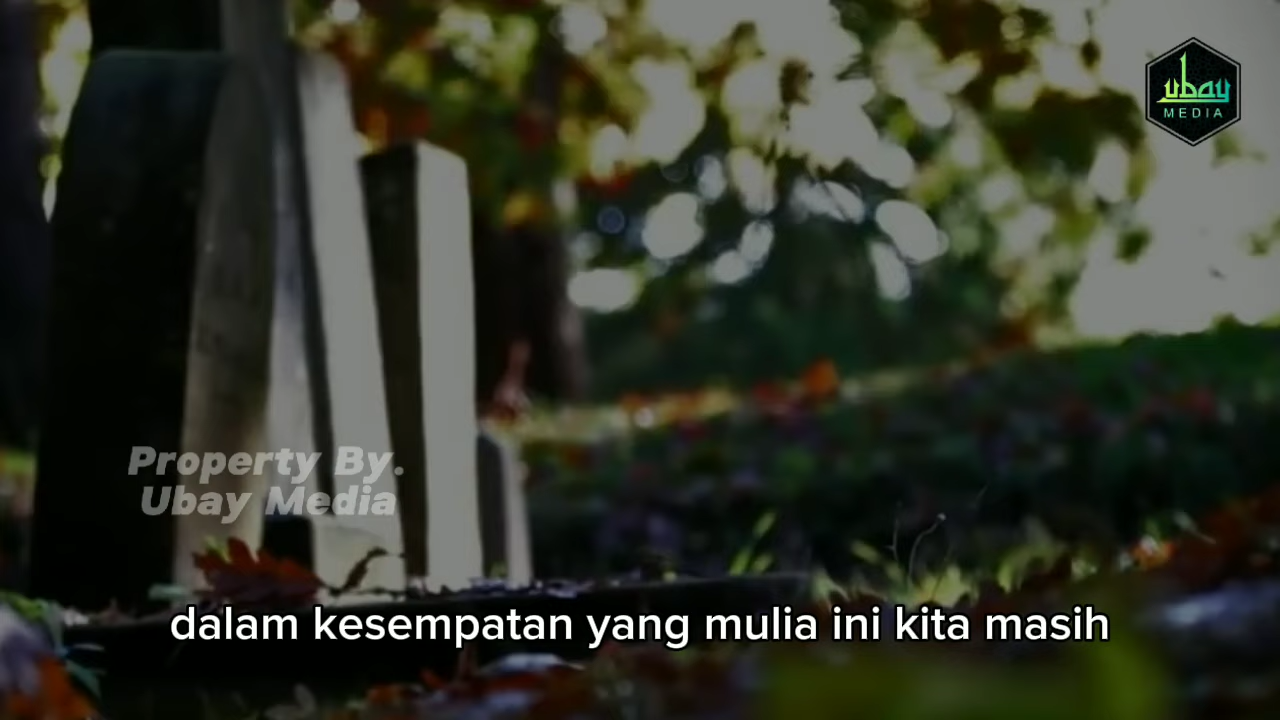 ubay
MEDIA
Property By.
Ubay Media
dalam kesempatan yang mulia ini kita masih